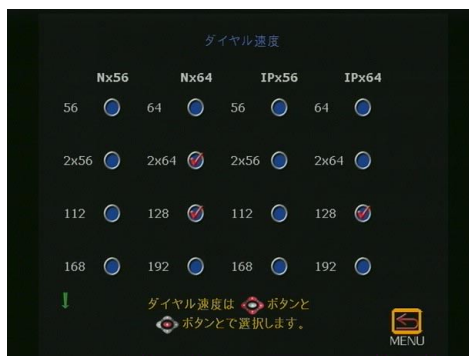 ダイヤル速度
Nx56 Nx64 IPx56 IPx64
56 64 56 64
2x56 2x64 2x56 2x64
112 128 112 128
168 192 168 192
ダイヤル速度は ボタンと
ボタンとで選択します。
MENU